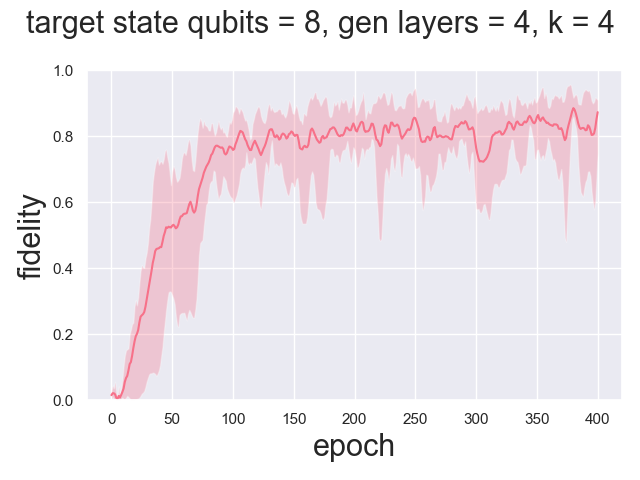 target state qubits = 8, gen layers = 4, k = 4
1.0
0.8
0.6
0.4
0.2
0.0
fidelity
0 50 100 150 200 250 300 350 400
epoch